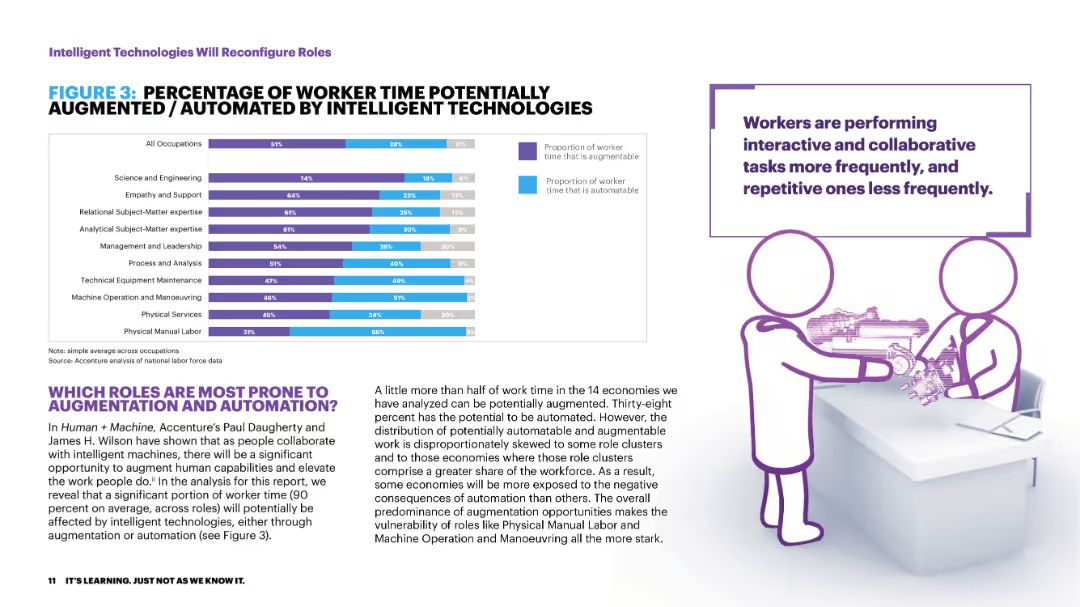 Intelligent Technologies Will Reconfigure Roles
FIGURE 3: PERCENTAGE OF WORKER TIME POTENTIALLY
AUGMENTED / AUTOMATED BY INTELLIGENT TECHNOLOGIES
All Occupations 51% 38% 11%
Science and Engineering 74% 18% 8%
Empathy and Support 64% 23% 13%
Relational Subject-Matter expertise 61% 25% 13%
Analytical Subject-Matter expertise 61% 30% 9%
Management and Leadership 54% 26% 20%
Process and Analysis 51% 40% 9%
Technical Equipment Maintenance 47% 49%
Machine Operation and Manoeuvring 46% 51%
Physical Services 45% 34% 30%
Physical Manual Labor 31% 66%
Proportion of worker
time that is augmentable
Proportion of worker
time that is automatable
Note: simple average across occupations
Source: Accenture analysis of national labor force data
Workers are performing
interactive and collaborative
tasks more frequently, and
repetitive ones less frequently.
WHICH ROLES ARE MOST PRONE TO
AUGMENTATION AND AUTOMATION?
In Human + Machine, Accenture's Paul Daugherty and
James H. Wilson have shown that as people collaborate
with intelligent machines, there will be a significant
opportunity to augment human capabilities and elevate
the work people do.ii In the analysis for this report, we
reveal that a significant portion of worker time (90
percent on average, across roles) will potentially be
affected by intelligent technologies, either through
augmentation or automation (see Figure 3).
A little more than half of work time in the 14 economies we
have analyzed can be potentially augmented. Thirty-eight
percent has the potential to be automated. However, the
distribution of potentially automatable and augmentable
work is disproportionately skewed to some role clusters
and to those economies where those role clusters
comprise a greater share of the workforce. As a result,
some economies will be more exposed to the negative
consequences of automation than others. The overall
predominance of augmentation opportunities makes the
vulnerability of roles like Physical Manual Labor and
Machine Operation and Manoeuvring all the more stark.
11 IT'S LEARNING. JUST NOT AS WE KNOW IT.